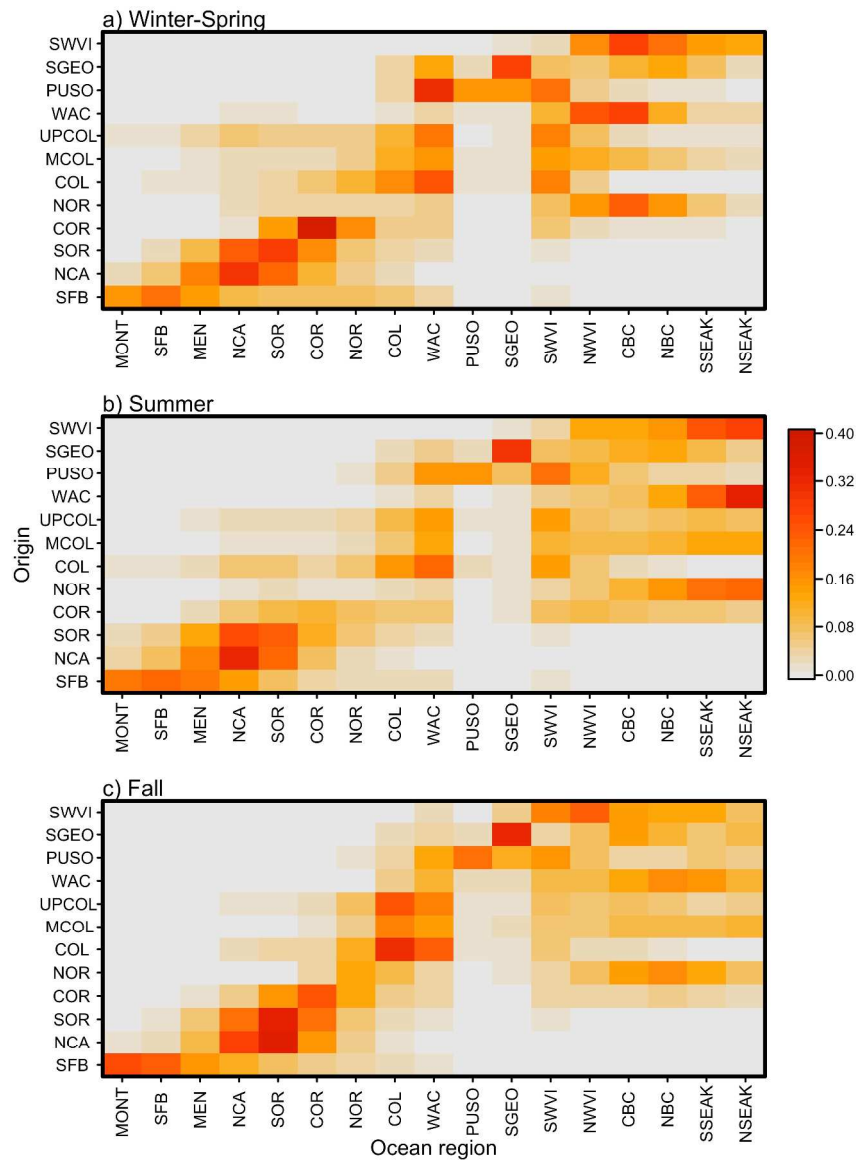 a) Winter-Spring
SWVI
SGEO
PUSO
WAC
UPCOL
MCOL
COL
NOR
COR
SOR
NCA
SFB
MONT SFB MEN NCA SOR COR NOR COL WAC PUSO SGEO SWVI NWVI CBC NBC SSEAK NSEAK
b) Summer
SWVI
SGEO
PUSO
WAC
UPCOL
MCOL
COL
NOR
COR
SOR
NCA
SFB
MONT SFB MEN NCA SOR COR NOR COL WAC PUSO SGEO SWVI NWVI CBC NBC SSEAK NSEAK
0.40
0.32
0.24
0.16
0.08
0.00
Origin
c) Fall
SWVI
SGEO
PUSO
WAC
UPCOL
MCOL
COL
NOR
COR
SOR
NCA
SFB
MONT SFB MEN NCA SOR COR NOR COL WAC PUSO SGEO SWVI NWVI CBC NBC SSEAK NSEAK
Ocean region